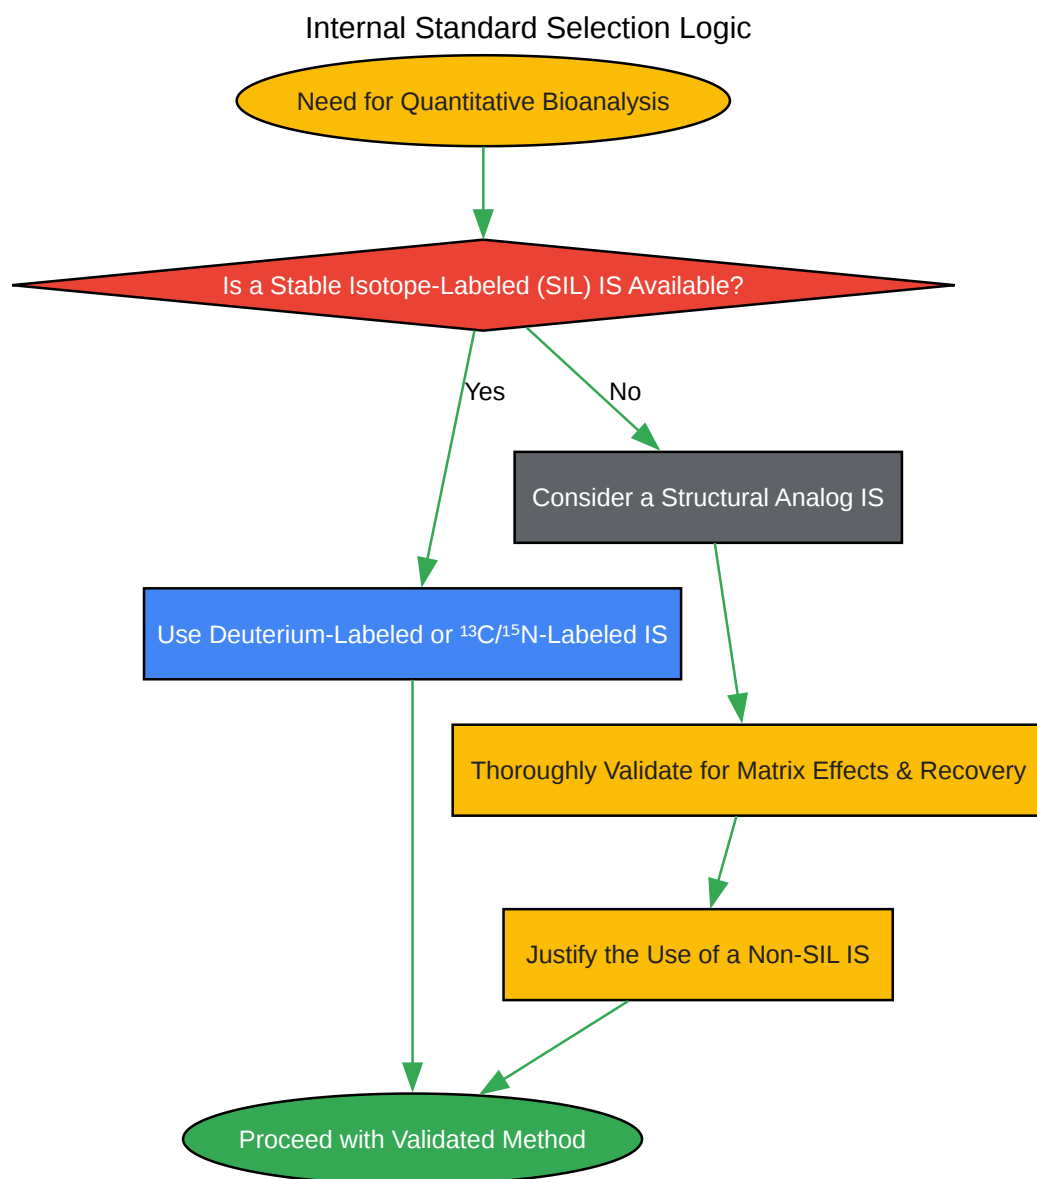 Internal Standard Selection Logic
Need for Quantitative Bioanalysis
Is a Stable Isotope-Labeled (SIL) IS Available?
Yes
No
Consider a Structural Analog IS
Use Deuterium-Labeled or ¹³C/¹⁵N-Labeled IS
Thoroughly Validate for Matrix Effects & Recovery
Justify the Use of a Non-SIL IS
Proceed with Validated Method